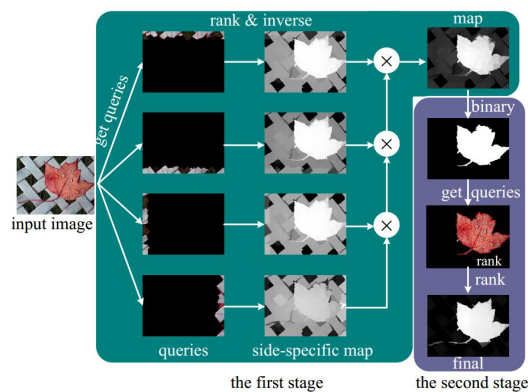 rank & inverse
map
get queries
binary
get queries
input image
rank
rank
queries
side-specific map
final
the first stage
the second stage